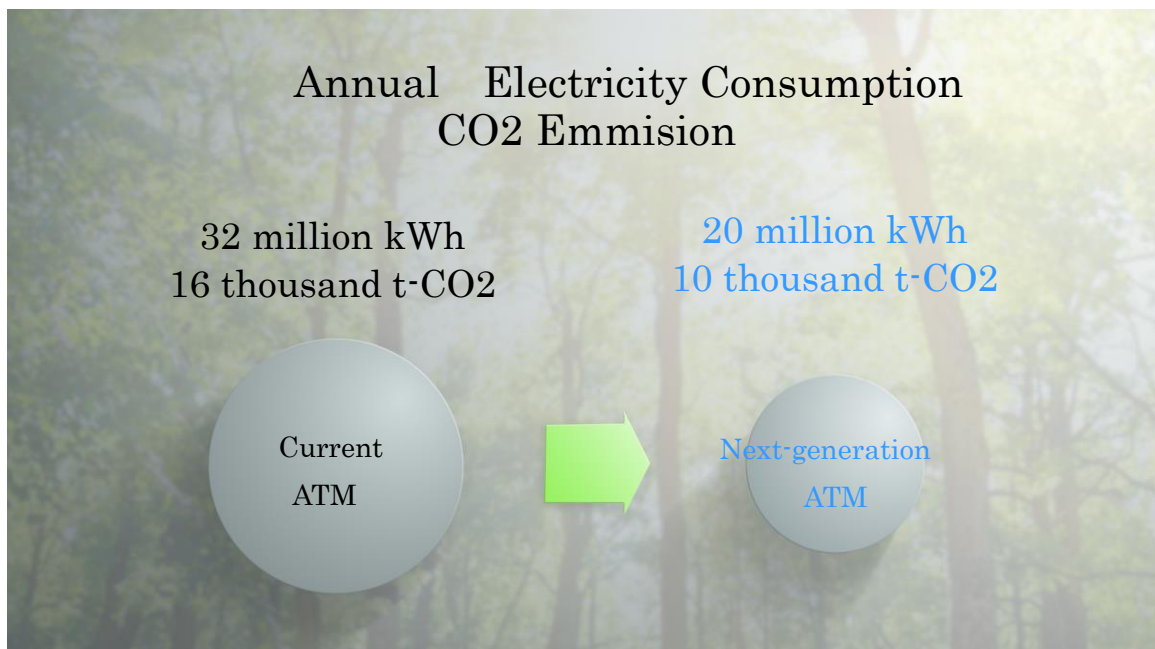 Annual　Electricity Consumption
CO2 Emmision
32 million kWh
16 thousand t-CO2
20 million kWh
10 thousand t-CO2
Current
ATM
Next-generation
ATM